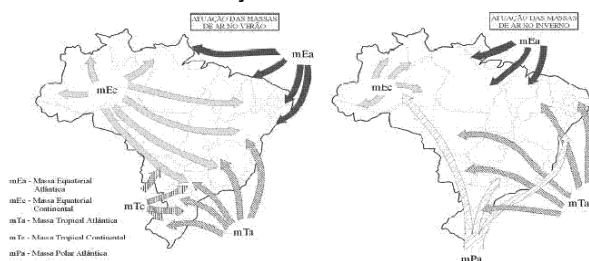 ATUAÇÃO DAS MASSAS
DE AR NO VERÃO
mEa
mEc
mTc
mTa
mEa - Massa Equatorial
Atlântica
mEc - Massa Equatorial
Continental
mTa - Massa Tropical Atlântica
mTc - Massa Tropical Continental
mPa - Massa Polar Atlântica
ATUAÇÃO DAS MASSAS
DE AR NO INVERNO
mEa
mEc
mTa
mPa